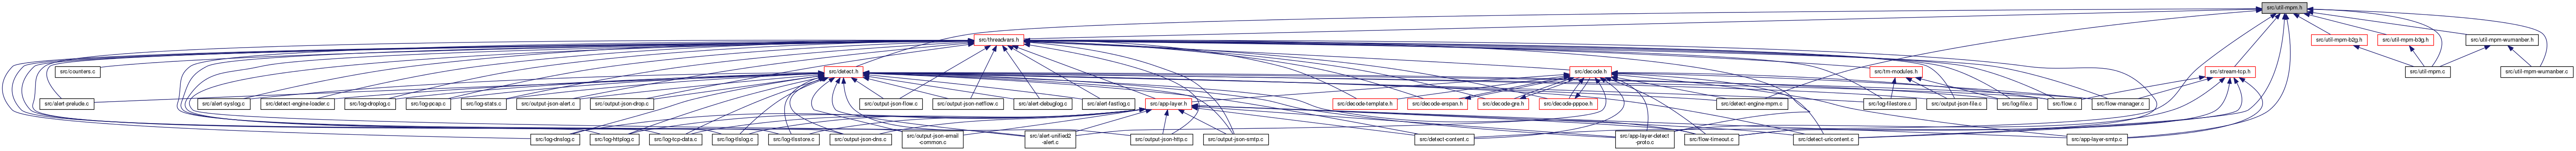 src/util-mpm.h
src/threadvars.h
src/util-mpm-b2g.h
src/util-mpm-b3g.h
src/util-mpm-wumanber.h
src/counters.c
src/detect.h
src/decode.h
src/tm-modules.h
src/stream-tcp.h
src/util-mpm.c
src/util-mpm-wumanber.c
src/alert-prelude.c
src/alert-syslog.c
src/detect-engine-loader.c
src/log-droplog.c
src/log-pcap.c
src/log-stats.c
src/output-json-alert.c
src/output-json-drop.c
src/output-json-flow.c
src/output-json-netflow.c
src/alert-debuglog.c
src/alert-fastlog.c
src/app-layer.h
src/decode-template.h
src/decode-erspan.h
src/decode-gre.h
src/decode-pppoe.h
src/detect-engine-mpm.c
src/log-filestore.c
src/output-json-file.c
src/log-file.c
src/flow.c
src/flow-manager.c
src/log-dnslog.c
src/log-httplog.c
src/log-tcp-data.c
src/log-tlslog.c
src/log-tlsstore.c
src/output-json-dns.c
src/output-json-email
-common.c
src/alert-unified2
-alert.c
src/output-json-http.c
src/output-json-smtp.c
src/detect-content.c
src/app-layer-detect
-proto.c
src/flow-timeout.c
src/detect-uricontent.c
src/app-layer-smtp.c